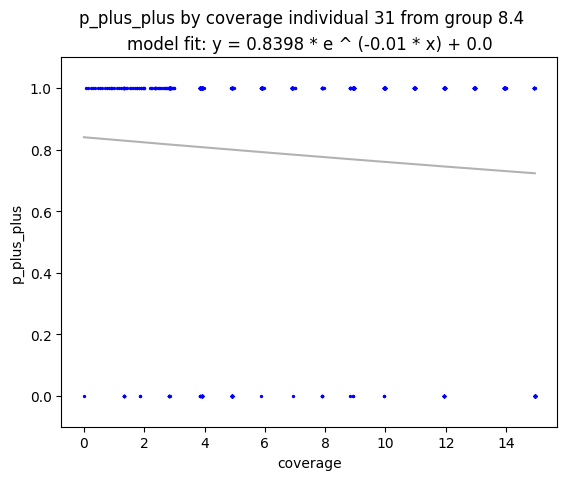 p_plus_plus by coverage individual 31 from group 8.4
model fit: y = 0.8398 * e ^ (-0.01 * x) + 0.0
1.0
0.8
0.6
0.4
0.2
0.0
p_plus_plus
0 2 4 6 8 10 12 14
coverage